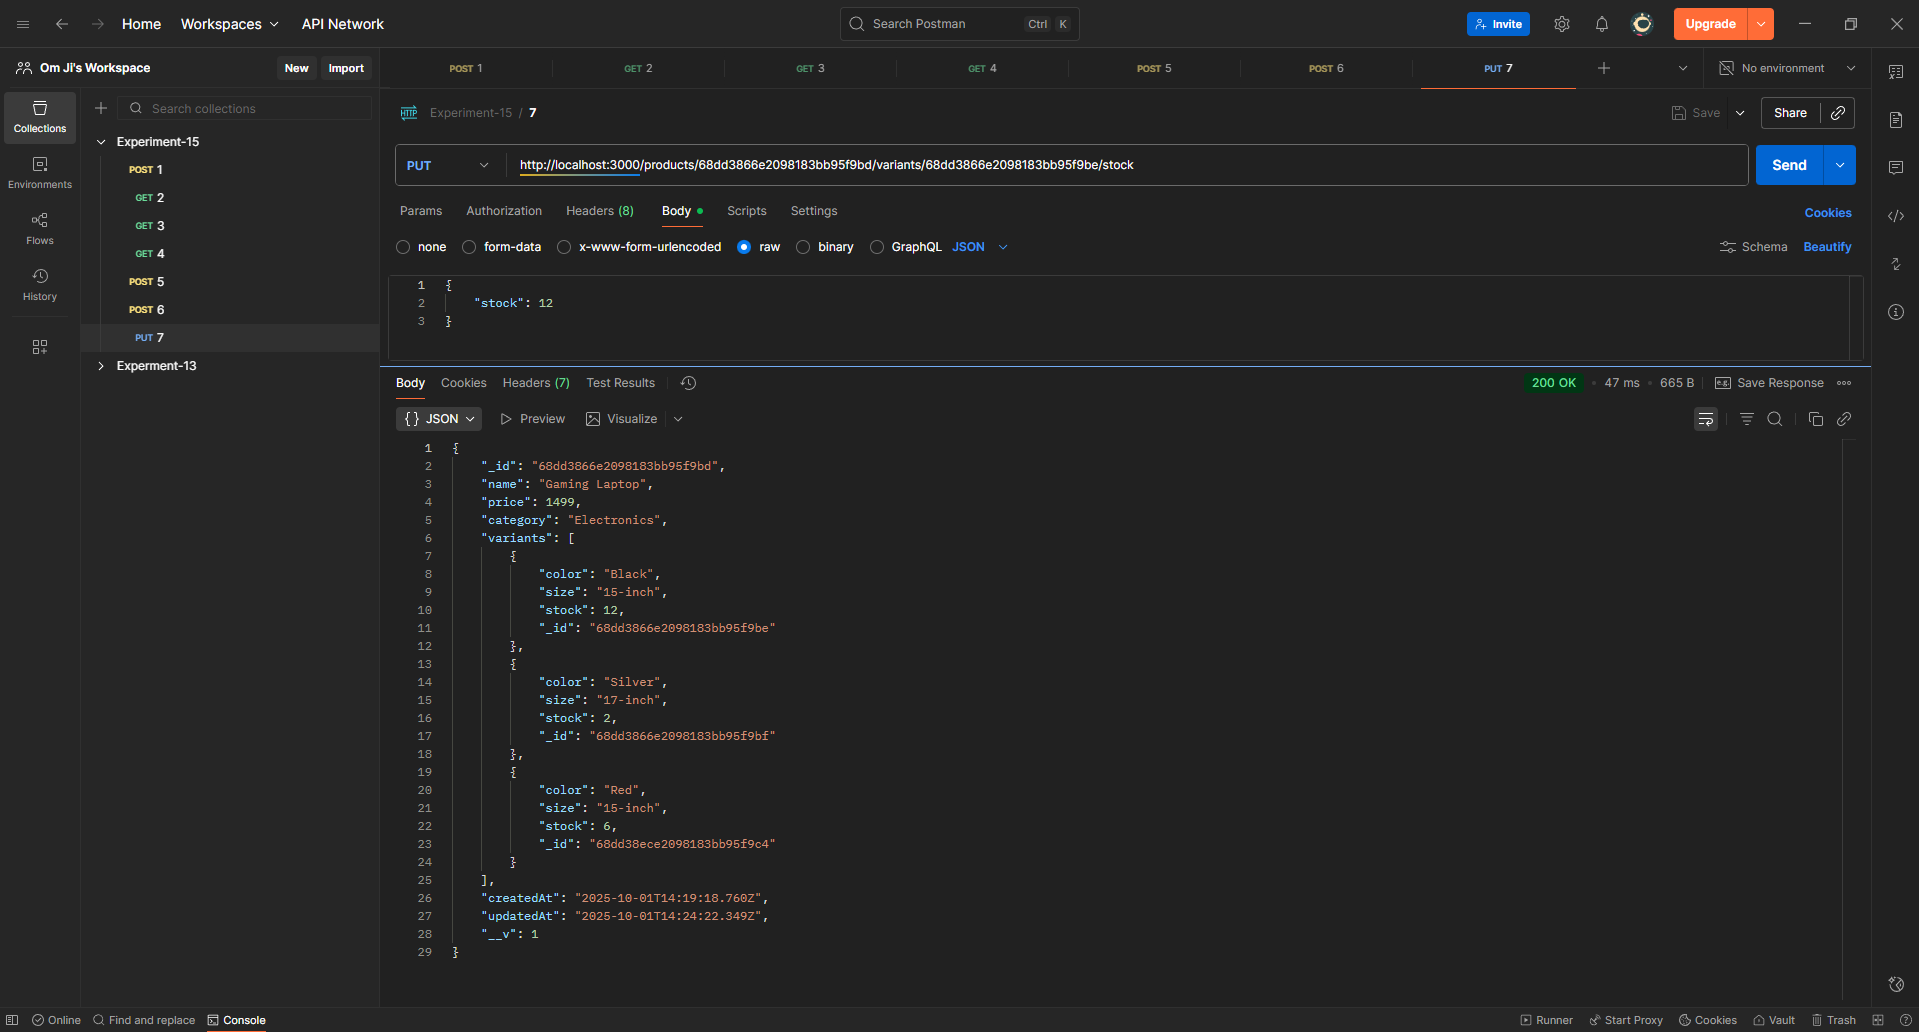 Home Workspaces API Network Search Postman Ctrl K Invite Upgrade
Om Ji's Workspace New Import POST 1 GET 2 GET 3 GET 4 POST 5 POST 6 PUT 7 No environment
Collections
Environments
Flows
History
Search collections
Experiment-15
POST 1
GET 2
GET 3
GET 4
POST 5
POST 6
PUT 7
Experment-13
HTTP Experiment-15 / 7 Save Share
PUT http://localhost:3000/products/68dd3866e2098183bb95f9bd/variants/68dd3866e2098183bb95f9be/stock Send
Params Authorization Headers (8) Body Scripts Settings Cookies
none form-data x-www-form-urlencoded raw binary GraphQL JSON Schema Beautify
1 {
2 "stock": 12
3 }
Body Cookies Headers (7) Test Results 200 OK 47 ms 665 B e.g. Save Response
{} JSON Preview Visualize
1 {
2 "_id": "68dd3866e2098183bb95f9bd",
3 "name": "Gaming Laptop",
4 "price": 1499,
5 "category": "Electronics",
6 "variants": [
7 {
8 "color": "Black",
9 "size": "15-inch",
10 "stock": 12,
11 "_id": "68dd3866e2098183bb95f9be"
12 },
13 {
14 "color": "Silver",
15 "size": "17-inch",
16 "stock": 2,
17 "_id": "68dd3866e2098183bb95f9bf"
18 },
19 {
20 "color": "Red",
21 "size": "15-inch",
22 "stock": 6,
23 "_id": "68dd38ece2098183bb95f9c4"
24 }
25 ],
26 "createdAt": "2025-10-01T14:19:18.760Z",
27 "updatedAt": "2025-10-01T14:24:22.349Z",
28 "__v": 1
29 }
Online Find and replace Console Runner Start Proxy Cookies Vault Trash